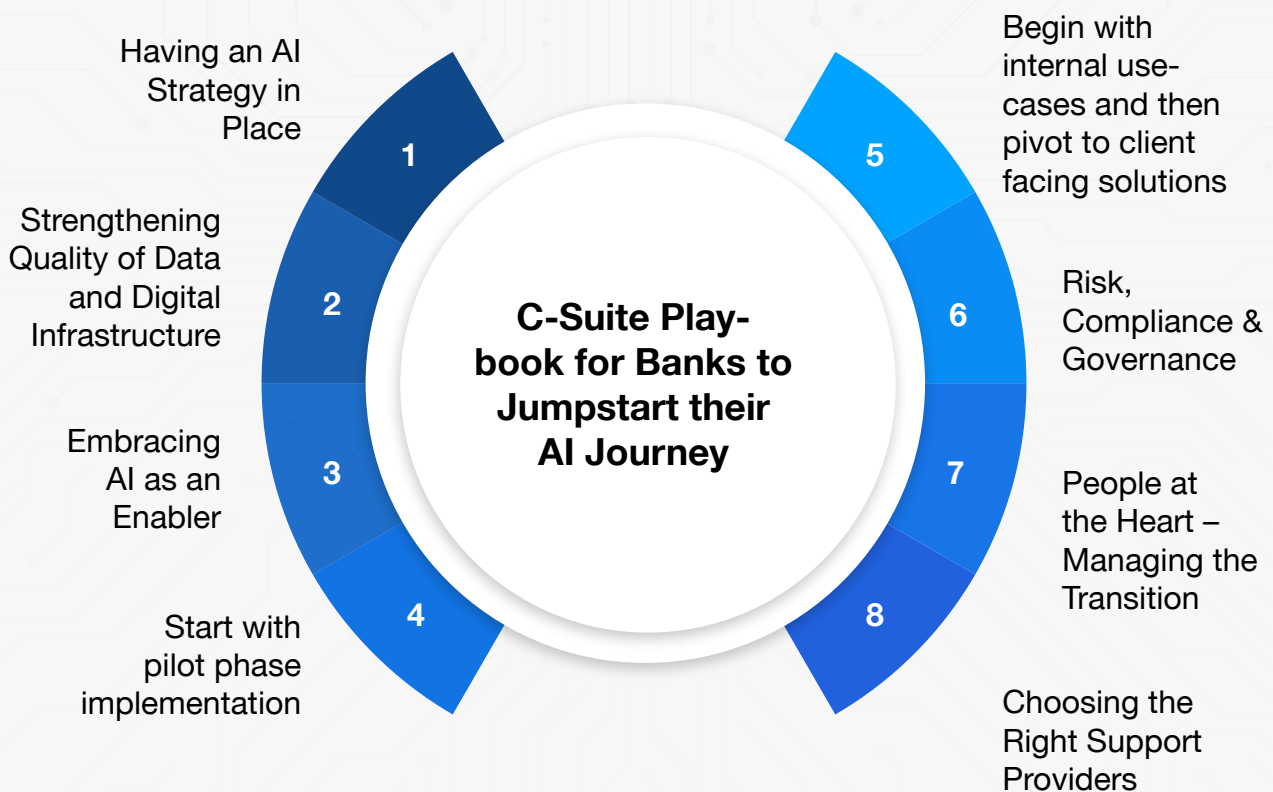 Having an AI
Strategy in
Place
1
Strengthening
Quality of Data
and Digital
Infrastructure
2
Embracing
AI as an
Enabler
3
Start with
pilot phase
implementation
4
C-Suite Play-
book for Banks to
Jumpstart their
AI Journey
Begin with
internal use-
cases and then
pivot to client
facing solutions
5
Risk,
Compliance &
Governance
6
People at
the Heart –
Managing the
Transition
7
Choosing the
Right Support
Providers
8